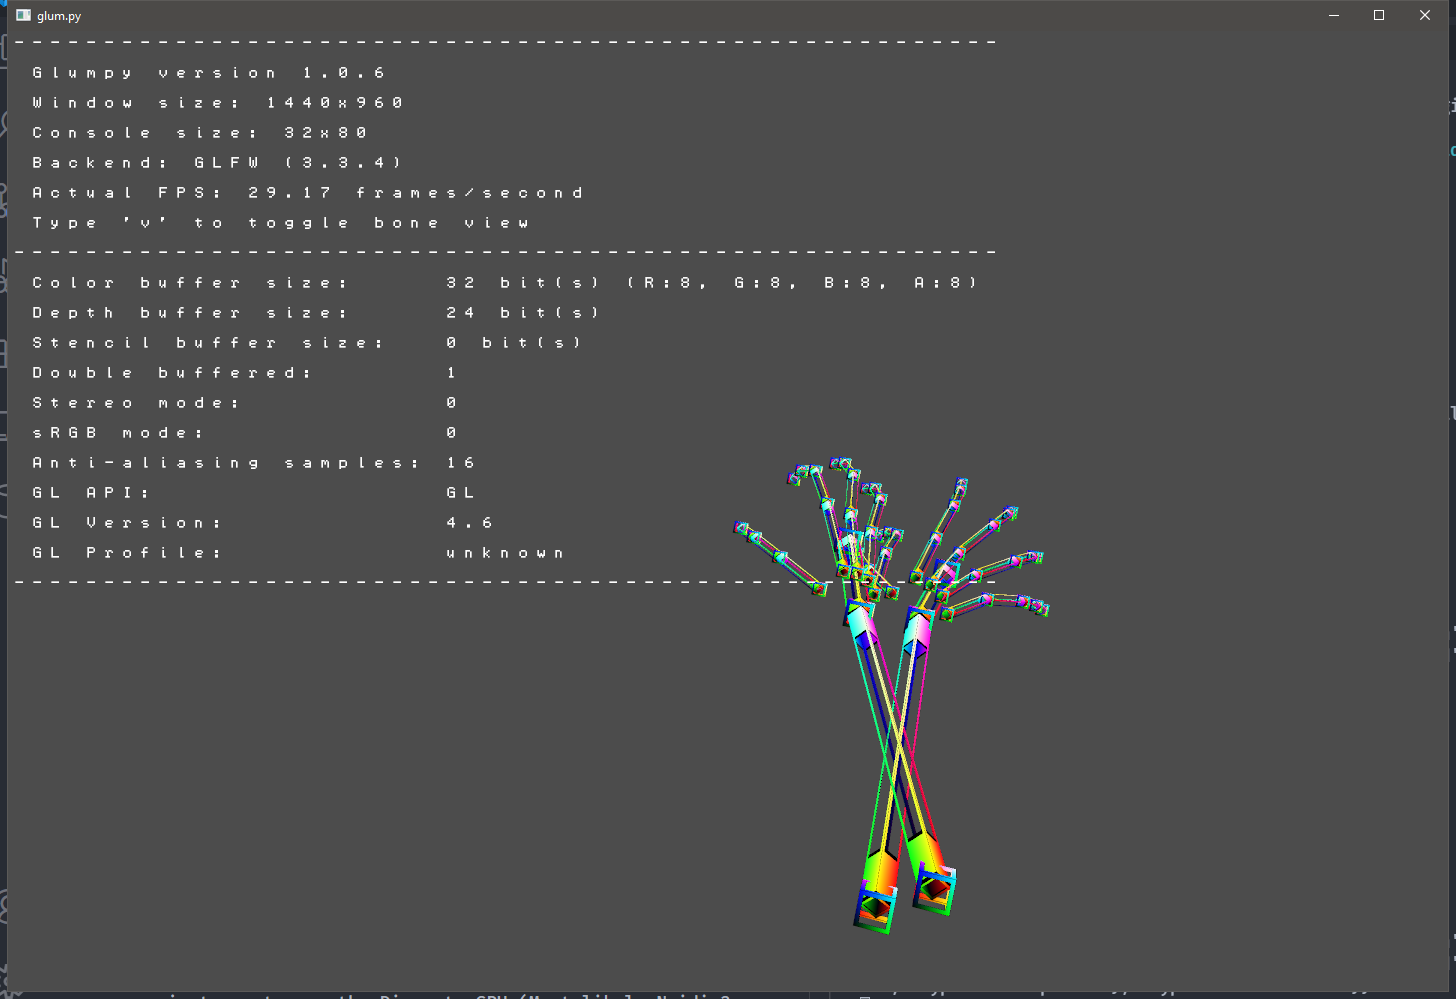 glum.py
-------------------------------------------------------
Glumpy version 1.0.6
Window size: 1440x960
Console size: 32x80
Backend: GLFW (3.3.4)
Actual FPS: 29.17 frames/second
Type 'v' to toggle bone view
-------------------------------------------------------
Color buffer size: 32 bit(s) (R:8, G:8, B:8, A:8)
Depth buffer size: 24 bit(s)
Stencil buffer size: 0 bit(s)
Double buffered: 1
Stereo mode: 0
sRGB mode: 0
Anti-aliasing samples: 16
GL API: GL
GL Version: 4.6
GL Profile: unknown
-------------------------------------------------------